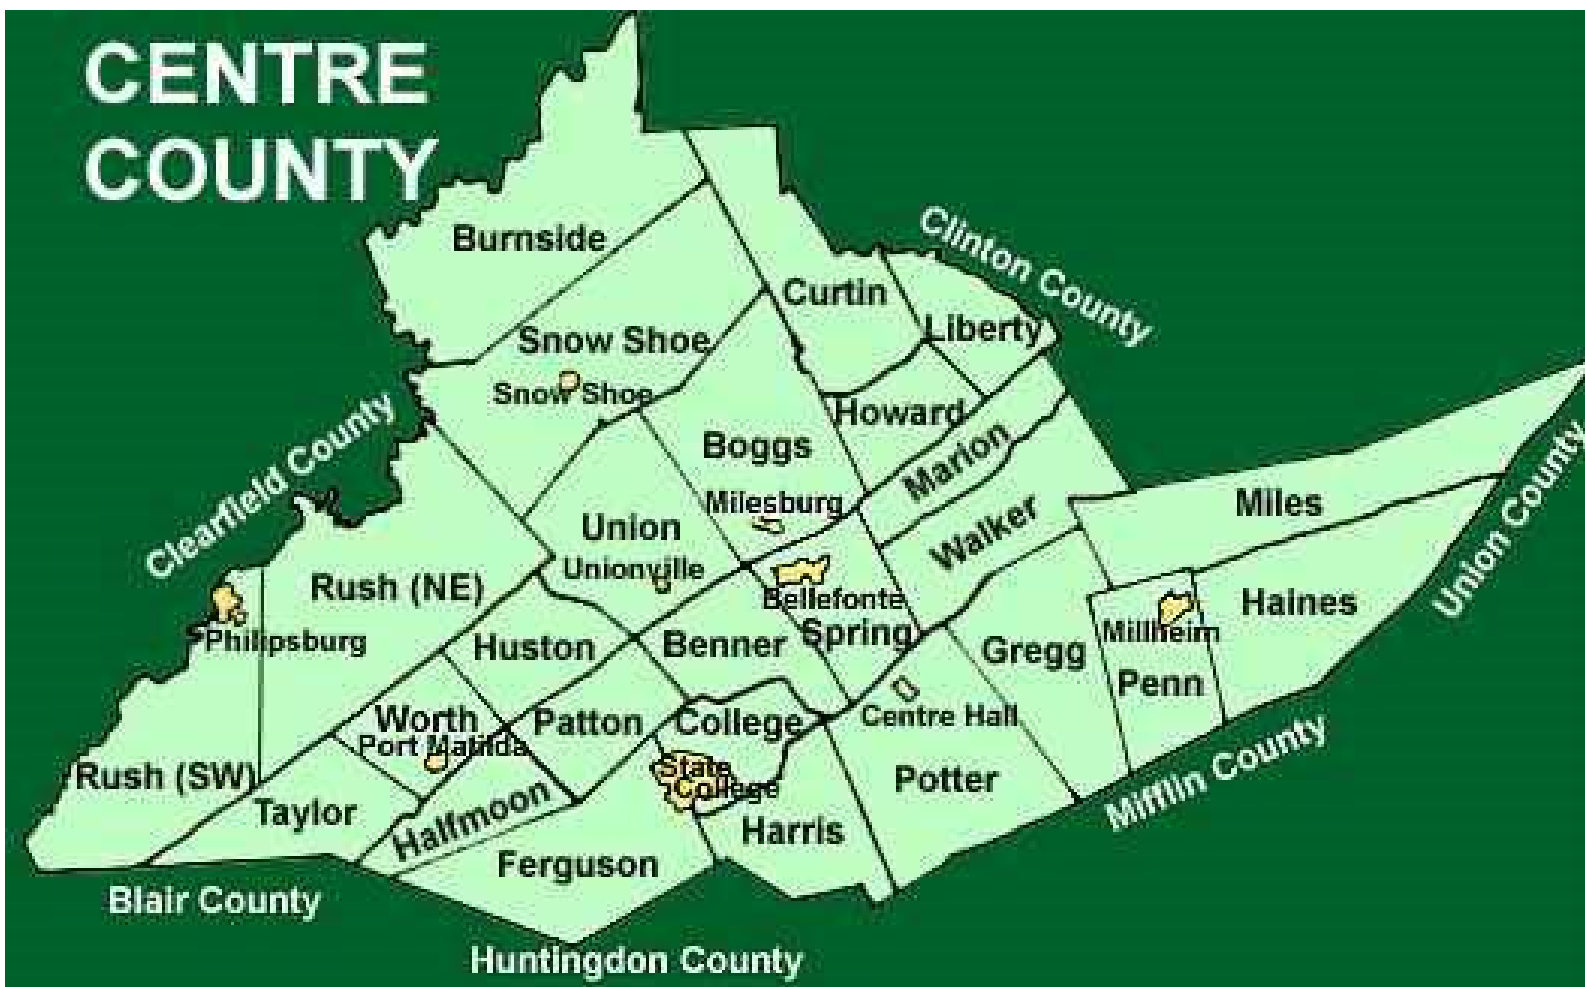 CENTRE
COUNTY
Burnside
Clinton County
Curtin
Liberty
Snow Shoe
Snow Shoe
Howard
Clearfield County
Boggs
Marion
Milesburg
Miles
Union
Walker
Union County
Unionville
Rush (NE)
Bellefonte
Haines
Philipsburg
Huston
Benner
Spring
Millheim
Gregg
Penn
Worth
Port Matilda
Patton
College
Centre Hall
Rush (SW)
State
College
Potter
Mifflin County
Taylor
Halfmoon
Harris
Ferguson
Blair County
Huntingdon County